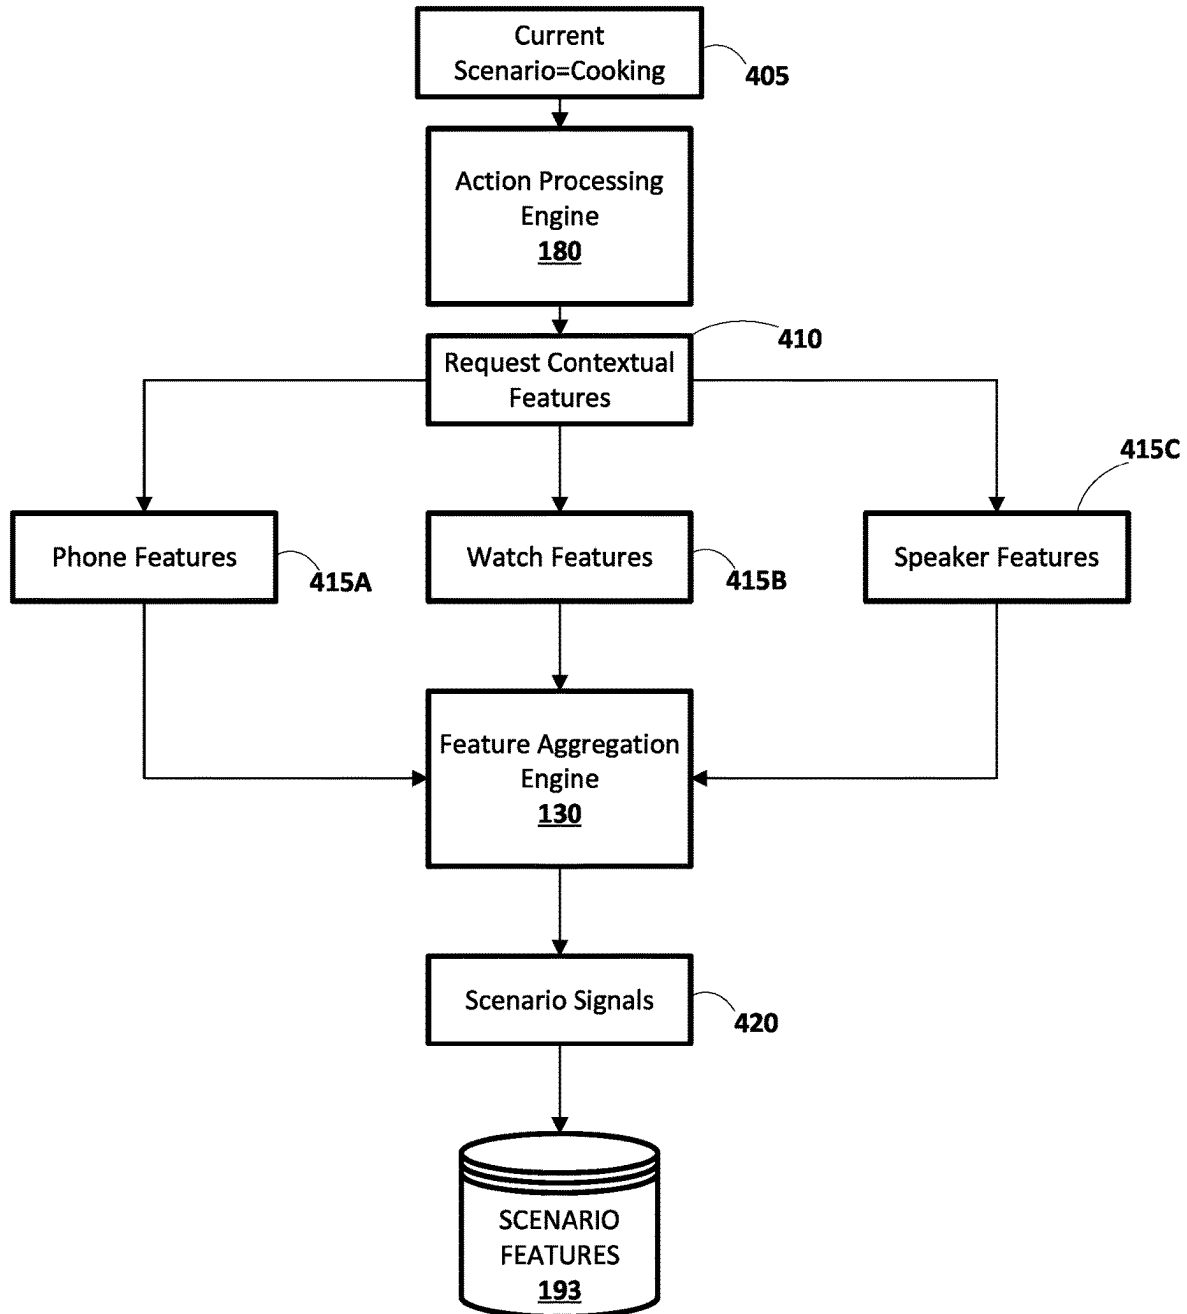 Current
Scenario=Cooking
405
Action Processing
Engine
180
410
Request Contextual
Features
415C
Phone Features
415A
Watch Features
415B
Speaker Features
Feature Aggregation
Engine
130
Scenario Signals
420
SCENARIO
FEATURES
193